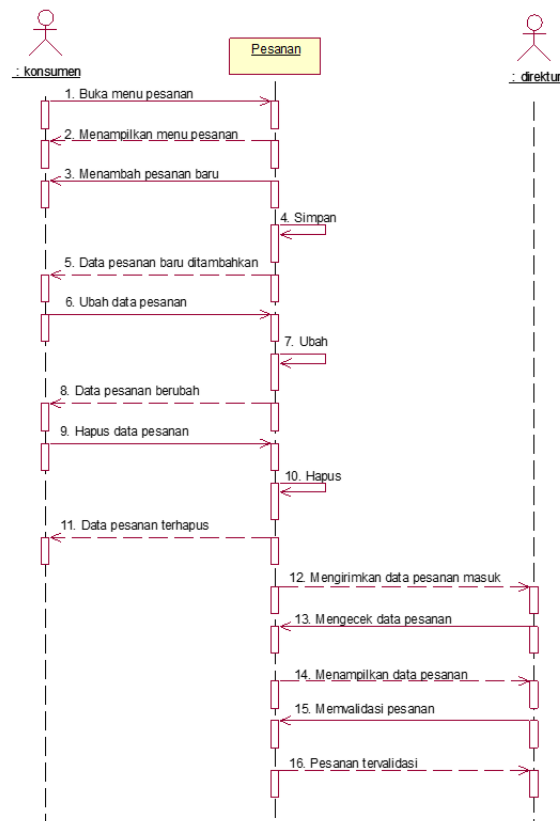 Pesanan
: konsumen
: direktur
1. Buka menu pesanan
2. Menampilkan menu pesanan
3. Menambah pesanan baru
4. Simpan
5. Data pesanan baru ditambahkan
6. Ubah data pesanan
7. Ubah
8. Data pesanan berubah
9. Hapus data pesanan
10. Hapus
11. Data pesanan terhapus
12. Mengirimkan data pesanan masuk
13. Mengecek data pesanan
14. Menampilkan data pesanan
15. Memvalidasi pesanan
16. Pesanan tervalidasi